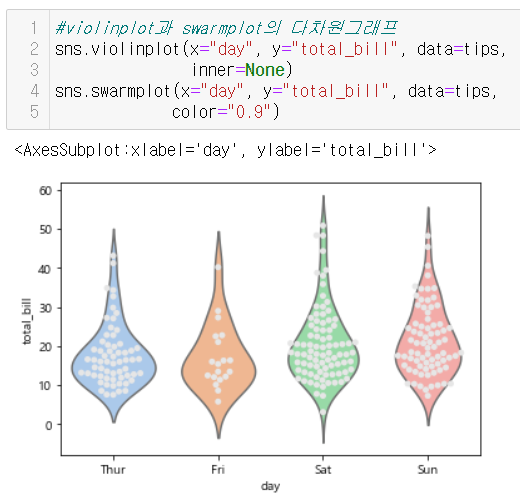 1 #violinplot과 swarmplot의 다차원그래프
2 sns.violinplot(x="day", y="total_bill", data=tips,
3 inner=None)
4 sns.swarmplot(x="day", y="total_bill", data=tips,
5 color="0.9")
<AxesSubplot:xlabel='day', ylabel='total_bill'>
60
50
40
30
20
10
0
total_bill
Thur Fri Sat Sun
day